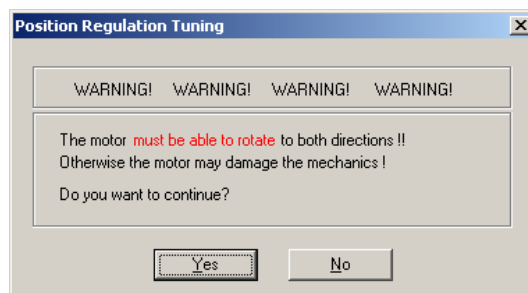 Position Regulation Tuning
WARNING! WARNING! WARNING! WARNING!
The motor must be able to rotate to both directions !!
Otherwise the motor may damage the mechanics !
Do you want to continue?
Yes No